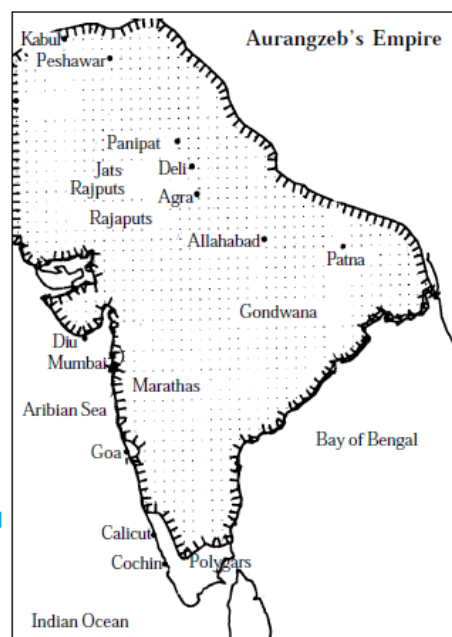 Aurangzeb's Empire
Kabul
Peshawar
Panipat
Jats
Deli
Rajputs
Agra
Rajaputs
Allahabad
Patna
Gondwana
Diu
Mumbai
Marathas
Aribian Sea
Bay of Bengal
Goa
Calicut
Cochin
Polygars
Indian Ocean